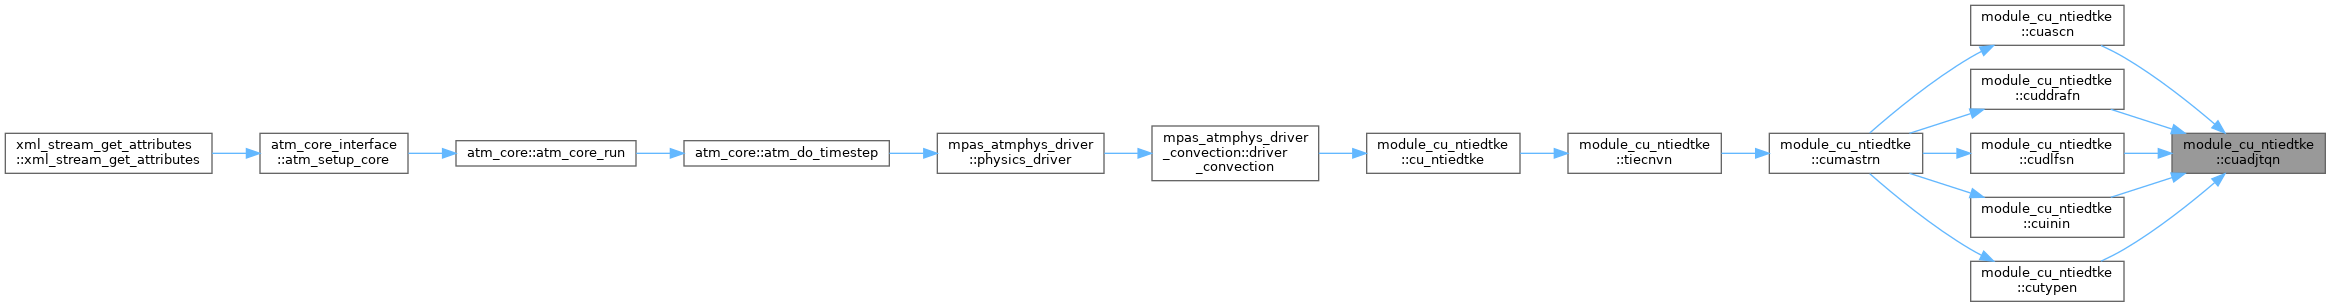 xml_stream_get_attributes
::xml_stream_get_attributes
atm_core_interface
::atm_setup_core
atm_core::atm_core_run
atm_core::atm_do_timestep
mpas_atmphys_driver
::physics_driver
mpas_atmphys_driver
_convection::driver
_convection
module_cu_ntiedtke
::cu_ntiedtke
module_cu_ntiedtke
::tiecnvn
module_cu_ntiedtke
::cumastrn
module_cu_ntiedtke
::cuascn
module_cu_ntiedtke
::cuddrafn
module_cu_ntiedtke
::cudlfsn
module_cu_ntiedtke
::cuinin
module_cu_ntiedtke
::cutypen
module_cu_ntiedtke
::cuadjtqn